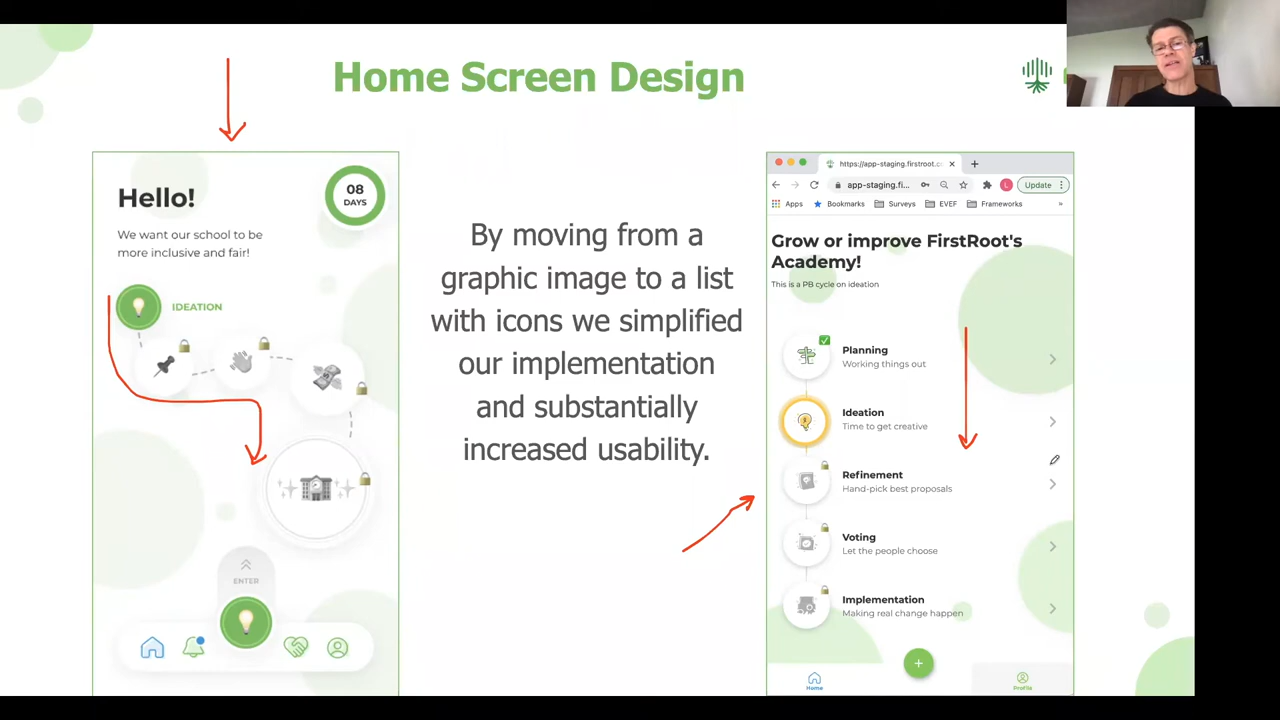 Home Screen Design
Hello!
08
DAYS
We want our school to be
more inclusive and fair!
IDEATION
ENTER
By moving from a
graphic image to a list
with icons we simplified
our implementation
and substantially
increased usability.
https://app-staging.firstroot.c
app-staging.fi...
L
Update
Apps
Bookmarks
Surveys
EVEF
Frameworks
»
Grow or improve FirstRoot's
Academy!
This is a PB cycle on ideation
Planning
Working things out
Ideation
Time to get creative
Refinement
Hand-pick best proposals
Voting
Let the people choose
Implementation
Making real change happen
Home
Profile